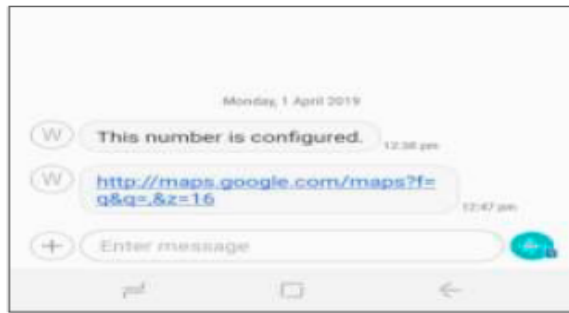 Monday, 1 April 2019
W
This number is configured.
12:38 pm
W
http://maps.google.com/maps?f=
q&q=,&z=16
12:47 pm
Enter message